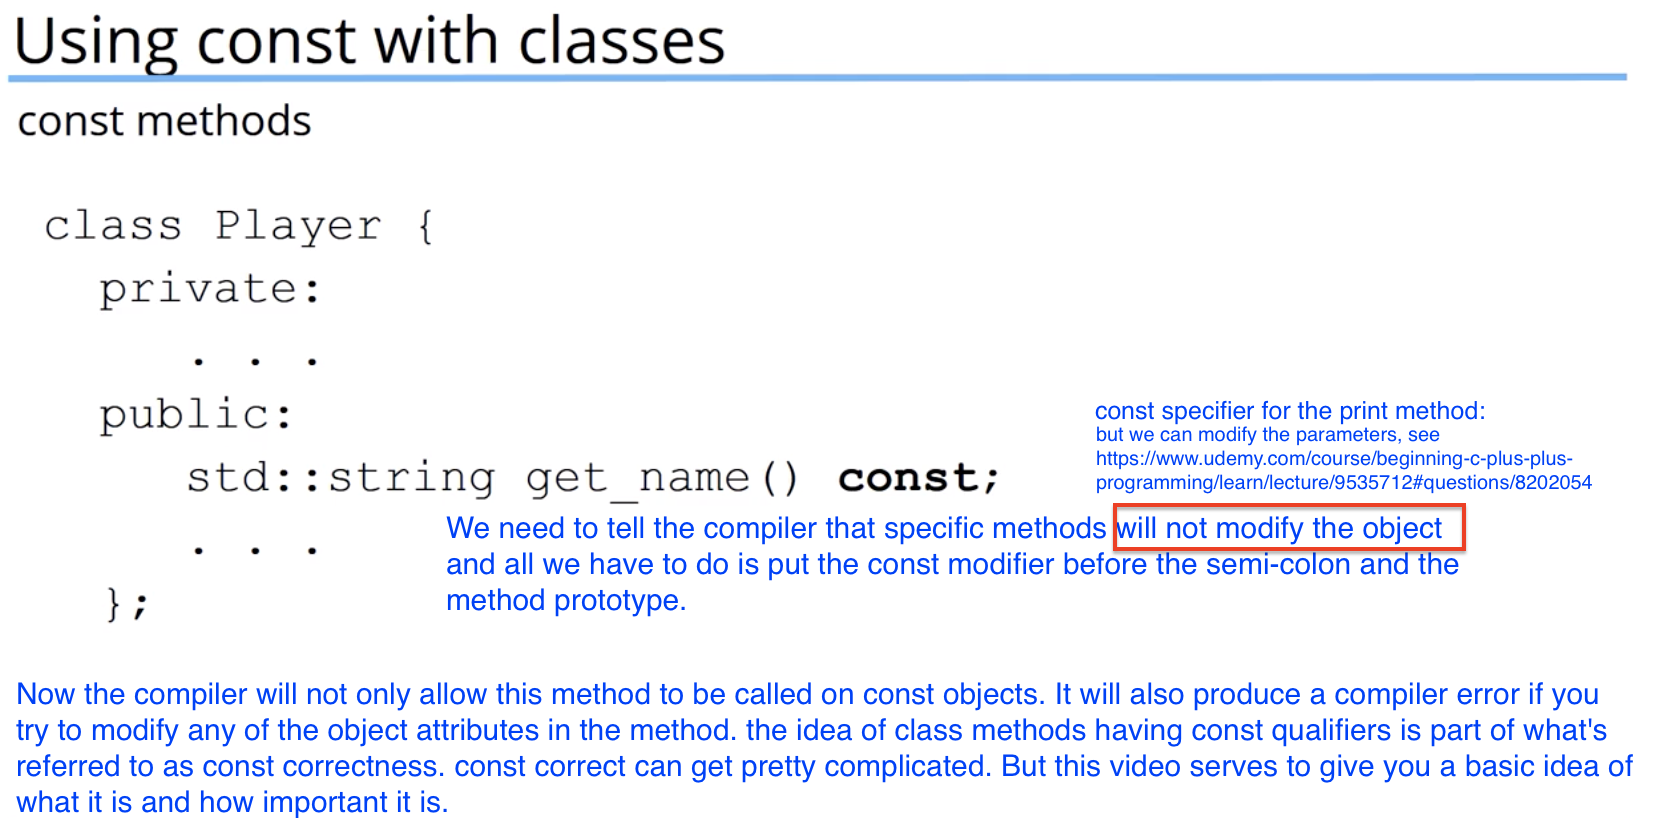 Using const with classes
const methods
class Player {
private:
. . .
public:
std::string get_name() const;
. . .
};
const specifier for the print method:
but we can modify the parameters, see
https://www.udemy.com/course/beginning-c-plus-plus-
programming/learn/lecture/9535712#questions/8202054
We need to tell the compiler that specific methods will not modify the object
and all we have to do is put the const modifier before the semi-colon and the
method prototype.
Now the compiler will not only allow this method to be called on const objects. It will also produce a compiler error if you
try to modify any of the object attributes in the method. the idea of class methods having const qualifiers is part of what's
referred to as const correctness. const correct can get pretty complicated. But this video serves to give you a basic idea of
what it is and how important it is.